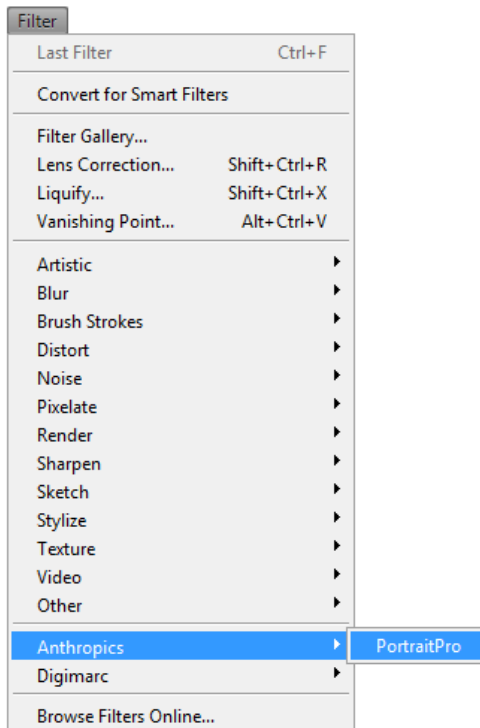 Filter
Last Filter Ctrl+F
Convert for Smart Filters
Filter Gallery...
Lens Correction... Shift+Ctrl+R
Liquify... Shift+Ctrl+X
Vanishing Point... Alt+Ctrl+V
Artistic
Blur
Brush Strokes
Distort
Noise
Pixelate
Render
Sharpen
Sketch
Stylize
Texture
Video
Other
Anthropics PortraitPro
Digimarc
Browse Filters Online...